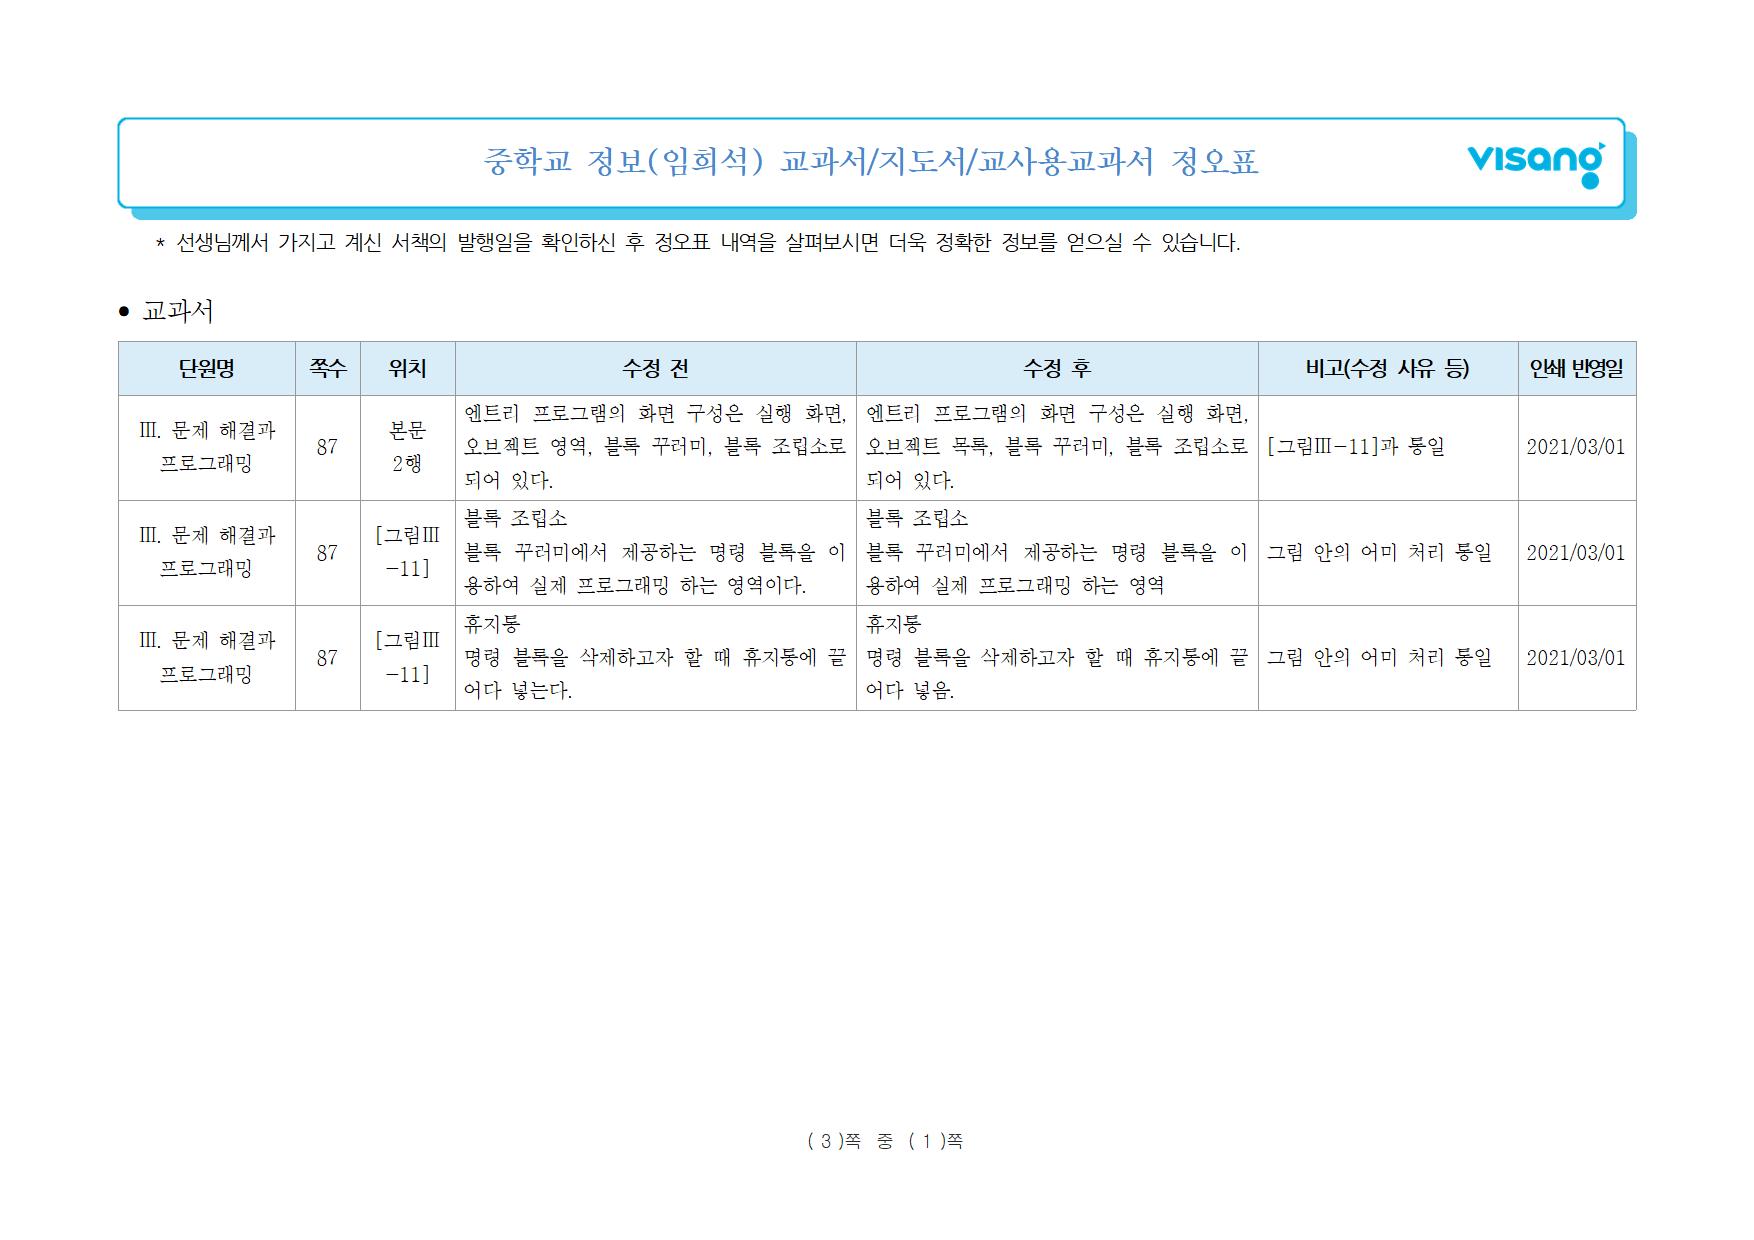 중학교 정보(임희석) 교과서/지도서/교사용교과서 정오표
visang
* 선생님께서 가지고 계신 서책의 발행일을 확인하신 후 정오표 내역을 살펴보시면 더욱 정확한 정보를 얻으실 수 있습니다.
● 교과서
단원명 쪽수 위치 수정 전 수정 후 비고(수정 사유 등) 인쇄 반영일
Ⅲ. 문제 해결과
프로그래밍
87
본문
2행
엔트리 프로그램의 화면 구성은 실행 화면,
오브젝트 영역, 블록 꾸러미, 블록 조립소로
되어 있다.
엔트리 프로그램의 화면 구성은 실행 화면,
오브젝트 목록, 블록 꾸러미, 블록 조립소로
되어 있다.
[그림Ⅲ-11]과 통일
2021/03/01
Ⅲ. 문제 해결과
프로그래밍
87
[그림Ⅲ
-11]
블록 조립소
블록 꾸러미에서 제공하는 명령 블록을 이
용하여 실제 프로그래밍 하는 영역이다.
블록 조립소
블록 꾸러미에서 제공하는 명령 블록을 이
용하여 실제 프로그래밍 하는 영역
그림 안의 어미 처리 통일
2021/03/01
Ⅲ. 문제 해결과
프로그래밍
87
[그림Ⅲ
-11]
휴지통
명령 블록을 삭제하고자 할 때 휴지통에 끌
어다 넣는다.
휴지통
명령 블록을 삭제하고자 할 때 휴지통에 끌
어다 넣음.
그림 안의 어미 처리 통일
2021/03/01
( 3 )쪽 중 ( 1 )쪽